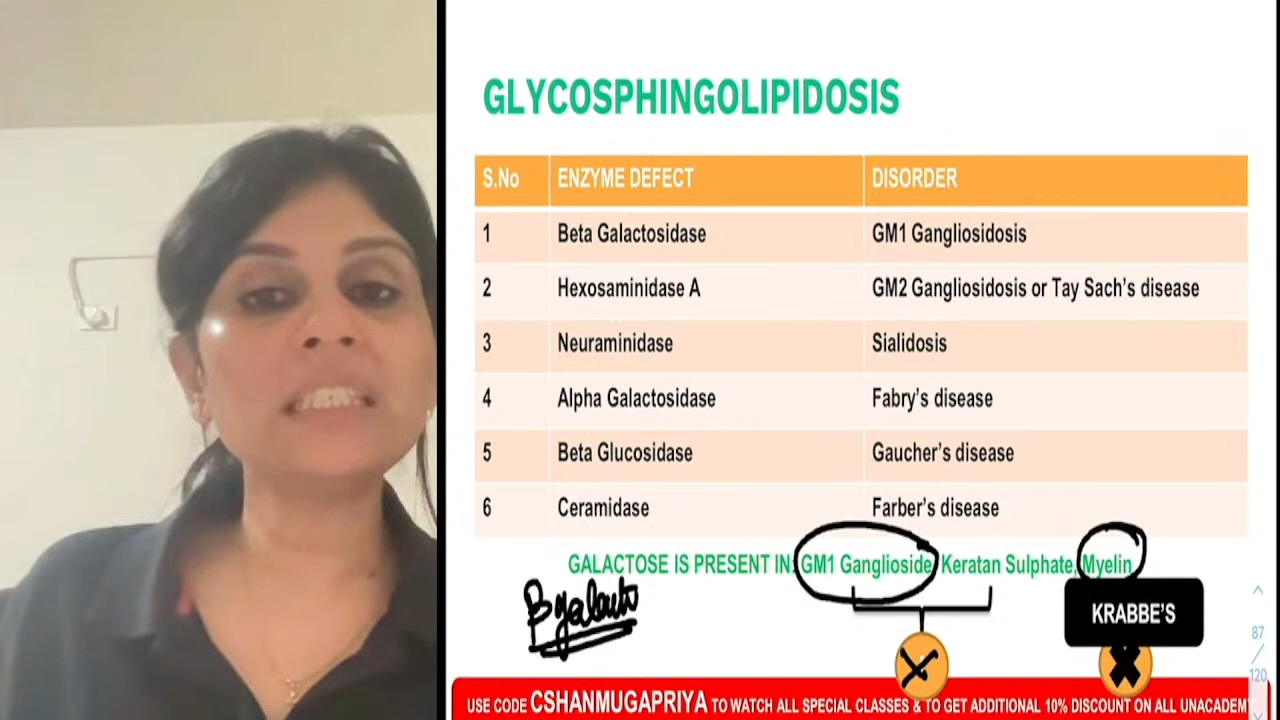 GLYCOSPHINGOLIPIDOSIS
S.No ENZYME DEFECT DISORDER
1 Beta Galactosidase GM1 Gangliosidosis
2 Hexosaminidase A GM2 Gangliosidosis or Tay Sach's disease
3 Neuraminidase Sialidosis
4 Alpha Galactosidase Fabry's disease
5 Beta Glucosidase Gaucher's disease
6 Ceramidase Farber's disease
GALACTOSE IS PRESENT IN: GM1 Ganglioside, Keratan Sulphate, Myelin
KRABBE'S
87
/
120
USE CODE CSHANMUGAPRIYA TO WATCH ALL SPECIAL CLASSES & TO GET ADDITIONAL 10% DISCOUNT ON ALL UNACADEMY